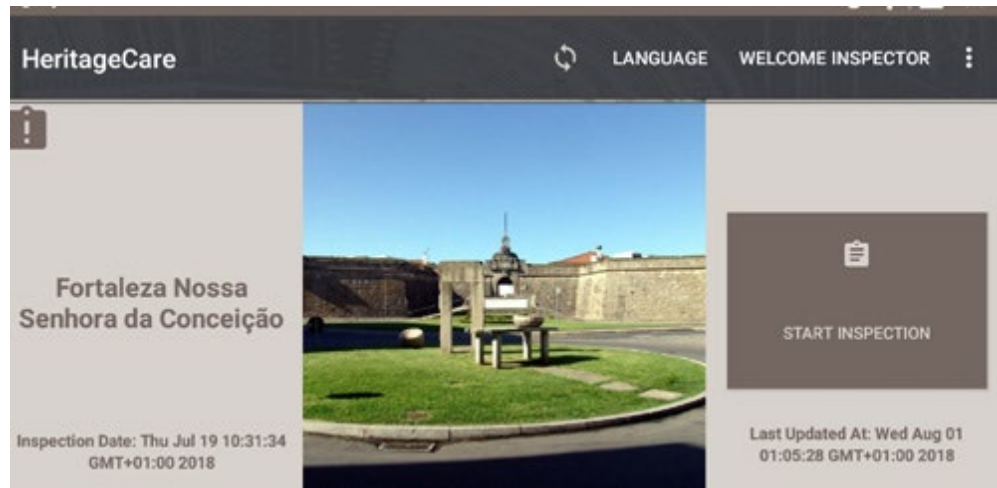 HeritageCare
LANGUAGE
WELCOME INSPECTOR
Fortaleza Nossa
Senhora da Conceição
Inspection Date: Thu Jul 19 10:31:34
GMT+01:00 2018
START INSPECTION
Last Updated At: Wed Aug 01
01:05:28 GMT+01:00 2018